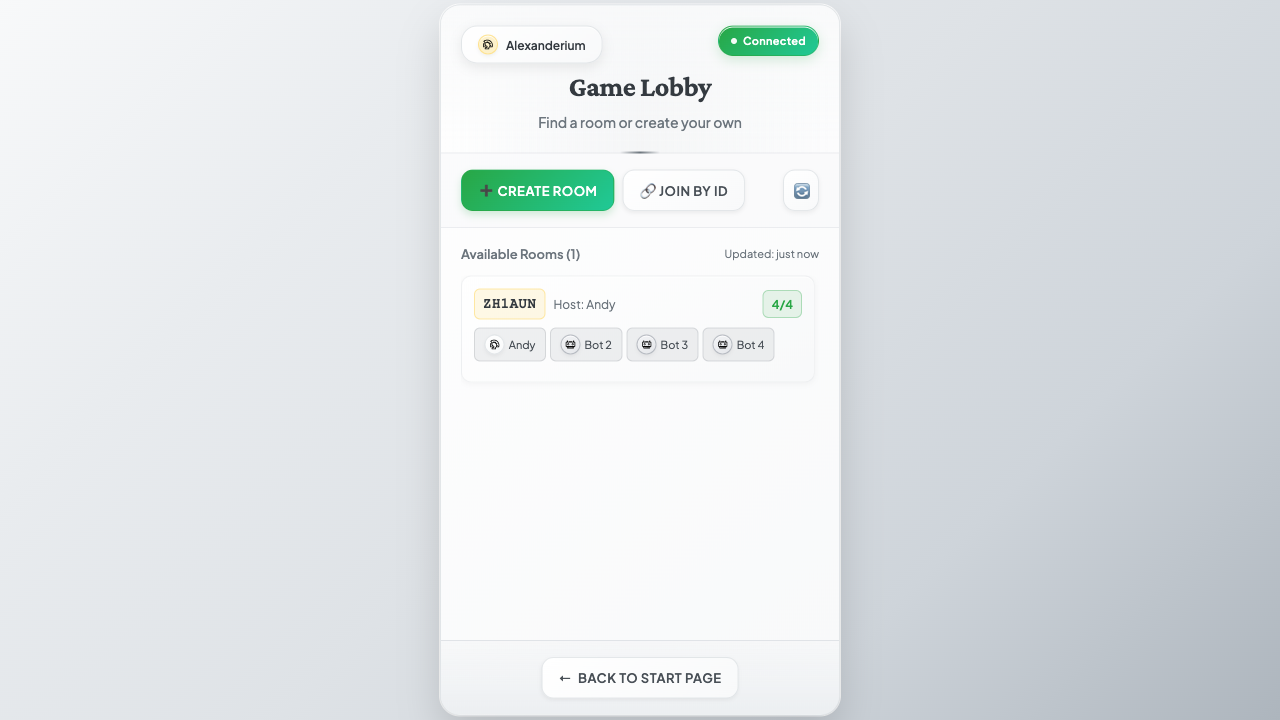 Alexanderium
Connected
Game Lobby
Find a room or create your own
CREATE ROOM
JOIN BY ID
Available Rooms (1)
Updated: just now
ZH1AUN
Host: Andy
4/4
Andy
Bot 2
Bot 3
Bot 4
← BACK TO START PAGE